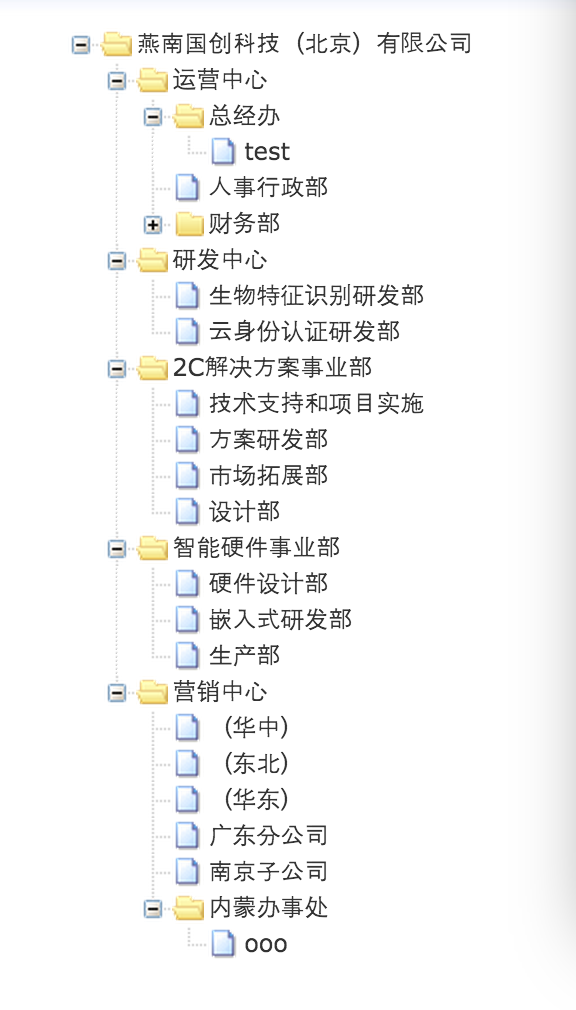 燕南国创科技（北京）有限公司
运营中心
总经办
test
人事行政部
财务部
研发中心
生物特征识别研发部
云身份认证研发部
2C解决方案事业部
技术支持和项目实施
方案研发部
市场拓展部
设计部
智能硬件事业部
硬件设计部
嵌入式研发部
生产部
营销中心
（华中）
（东北）
（华东）
广东分公司
南京子公司
内蒙办事处
ooo